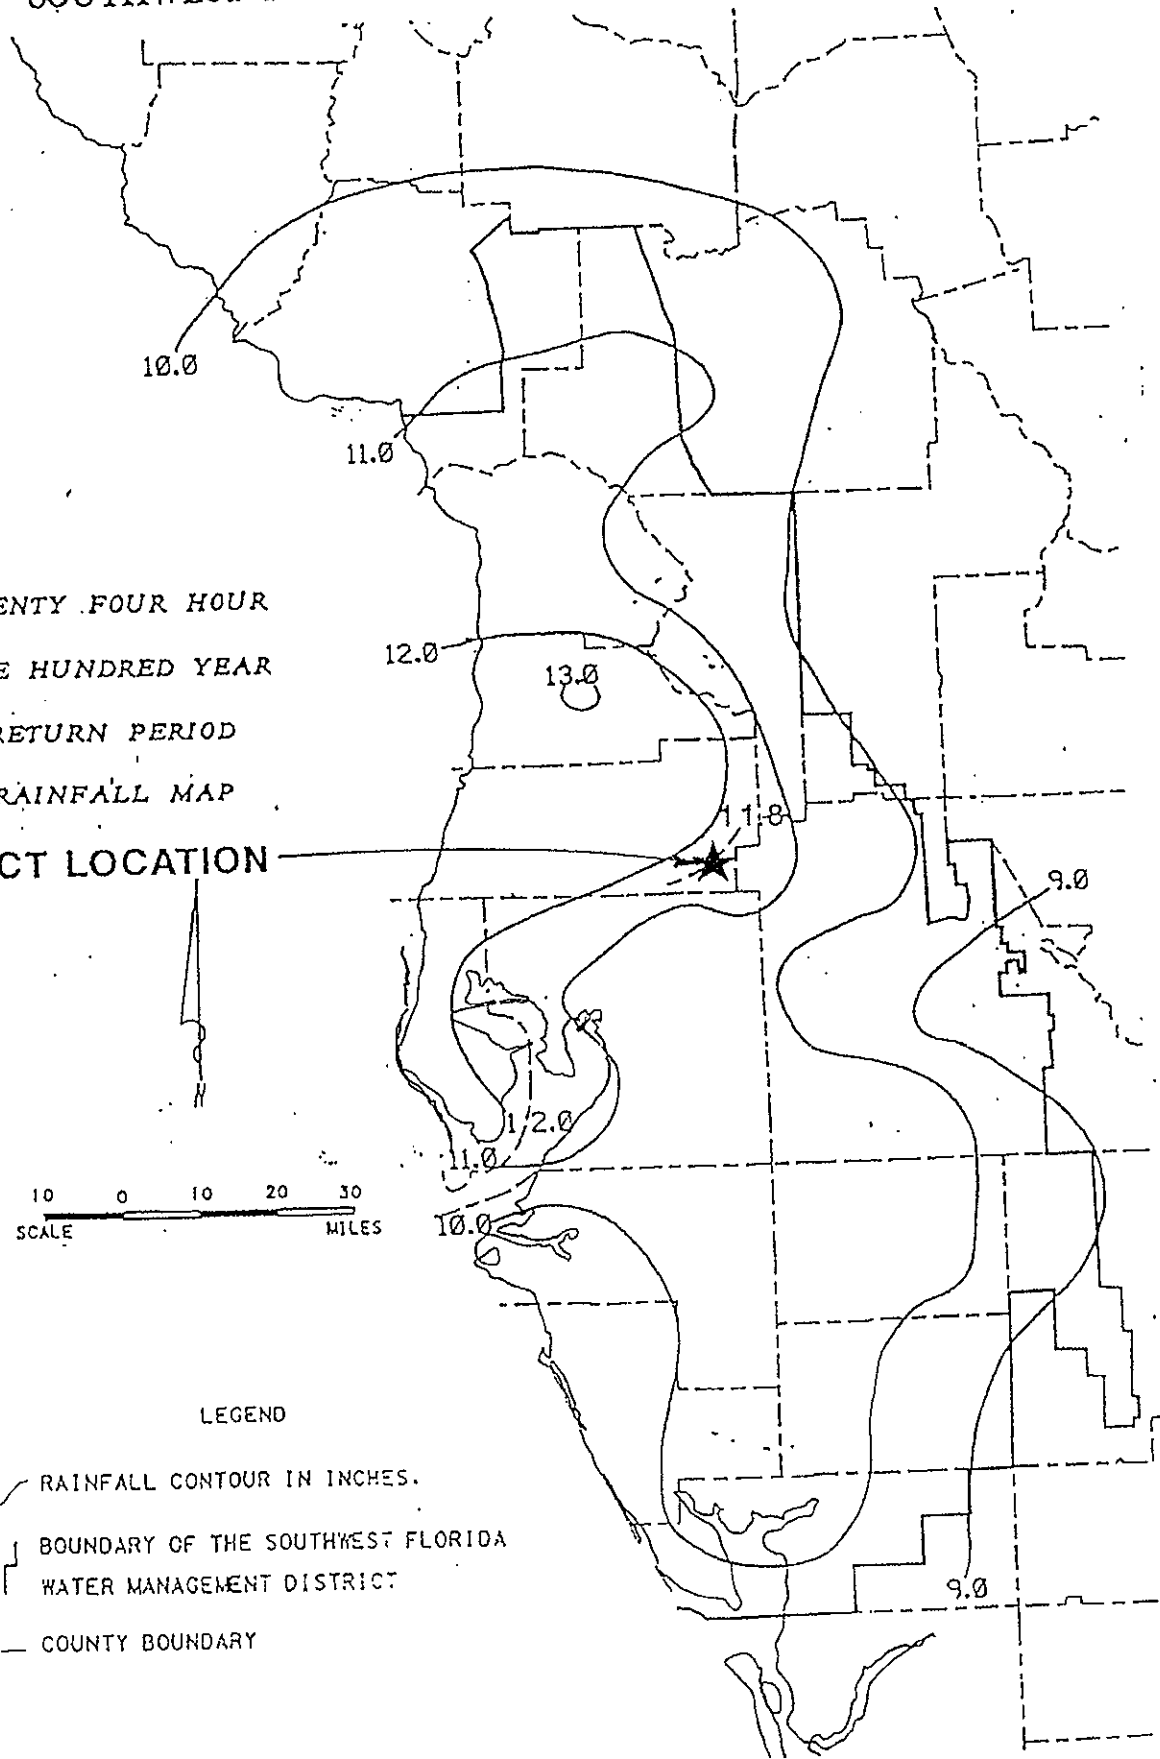 10.0
11.0
ENTY FOUR HOUR
E HUNDRED YEAR
RETURN PERIOD
RAINFALL MAP
12.0
13.0
11.8
CT LOCATION
9.0
N
12.0
11.0
10.0
10 0 10 20 30
SCALE MILES
LEGEND
RAINFALL CONTOUR IN INCHES.
BOUNDARY OF THE SOUTHWEST FLORIDA
WATER MANAGEMENT DISTRICT
COUNTY BOUNDARY
9.0